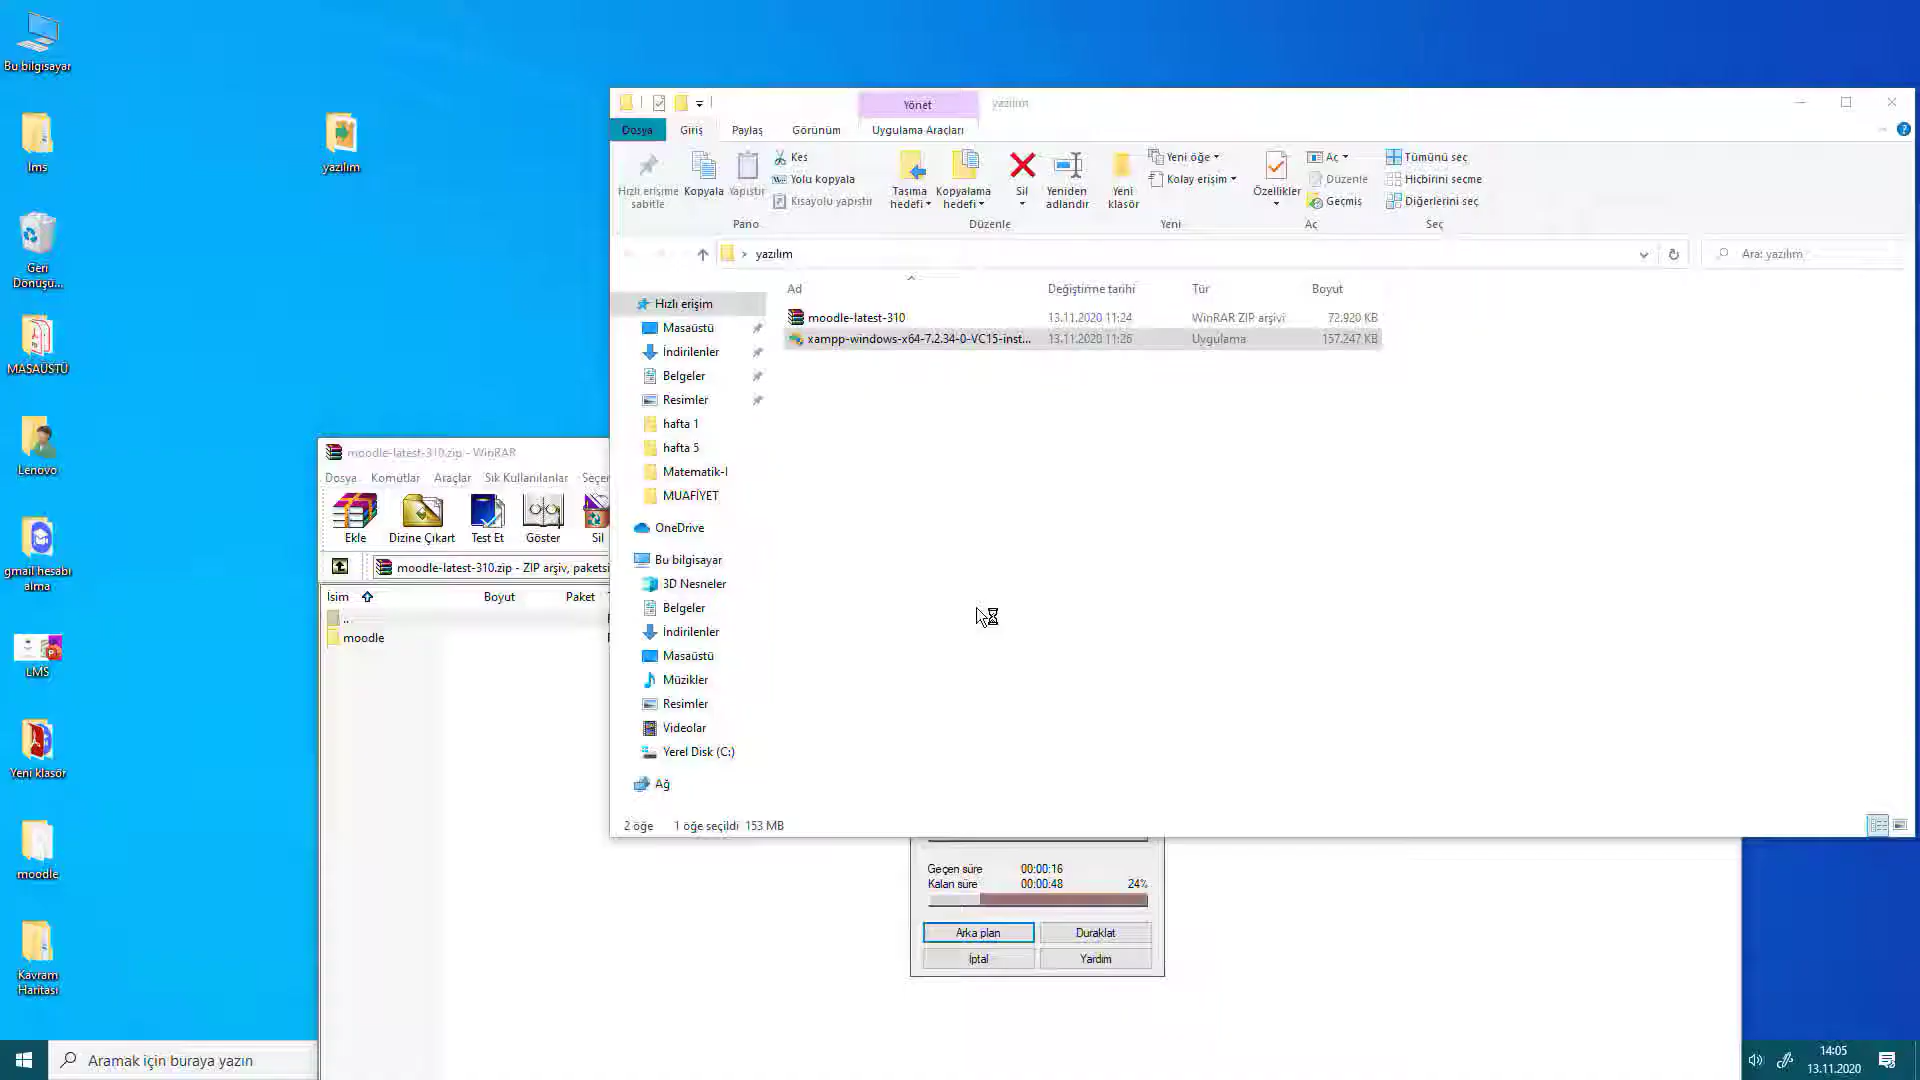 Bu bilgisayar
lms
yazılım
Geri
Dönüşü...
MASAÜSTÜ
Lenovo
gmail hesabı
alma
LMS
Yeni klasör
moodle
Kavram
Haritası
Yönet
yazılım
Dosya
Giriş
Paylaş
Görünüm
Uygulama Araçları
Hızlı erişime
sabitle
Kopyala
Yapıştır
Kes
Yolu kopyala
Kısayolu yapıştır
Taşıma
hedefi
Kopyalama
hedefi
Sil
Yeniden
adlandır
Yeni
klasör
Yeni öğe
Kolay erişim
Özellikler
Aç
Düzenle
Geçmiş
Tümünü seç
Hiçbirini seçme
Diğerlerini seç
Pano
Düzenle
Yeni
Aç
Seç
yazılım
Ara: yazılım
Ad
Değiştirme tarihi
Tür
Boyut
moodle-latest-310 13.11.2020 11:24 WinRAR ZIP arşivi 72.920 KB
xampp-windows-x64-7.2.34-0-VC15-inst... 13.11.2020 11:26 Uygulama 157.247 KB
Hızlı erişim
Masaüstü
İndirilenler
Belgeler
Resimler
hafta 1
hafta 5
Matematik-I
MUAFİYET
OneDrive
Bu bilgisayar
3D Nesneler
Belgeler
İndirilenler
Masaüstü
Müzikler
Resimler
Videolar
Yerel Disk (C:)
Ağ
2 öğe 1 öğe seçildi 153 MB
moodle-latest-310.zip - WinRAR
Dosya Komutlar Araçlar Sık Kullanılanlar Seçer
Ekle
Dizine Çıkart
Test Et
Göster
Sil
moodle-latest-310.zip - ZIP arşiv, paketsi
İsim
Boyut
Paket
..
moodle
Geçen süre 00:00:16
Kalan süre 00:00:48 24%
Arka plan
Duraklat
İptal
Yardım
Aramak için buraya yazın
14:05
13.11.2020